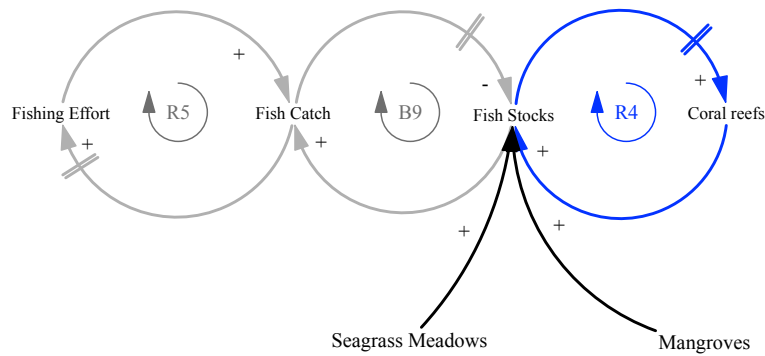 +
+
-
+
Fishing Effort
R5
Fish Catch
B9
Fish Stocks
R4
Coral reefs
+
+
+
+
+
Seagrass Meadows
Mangroves